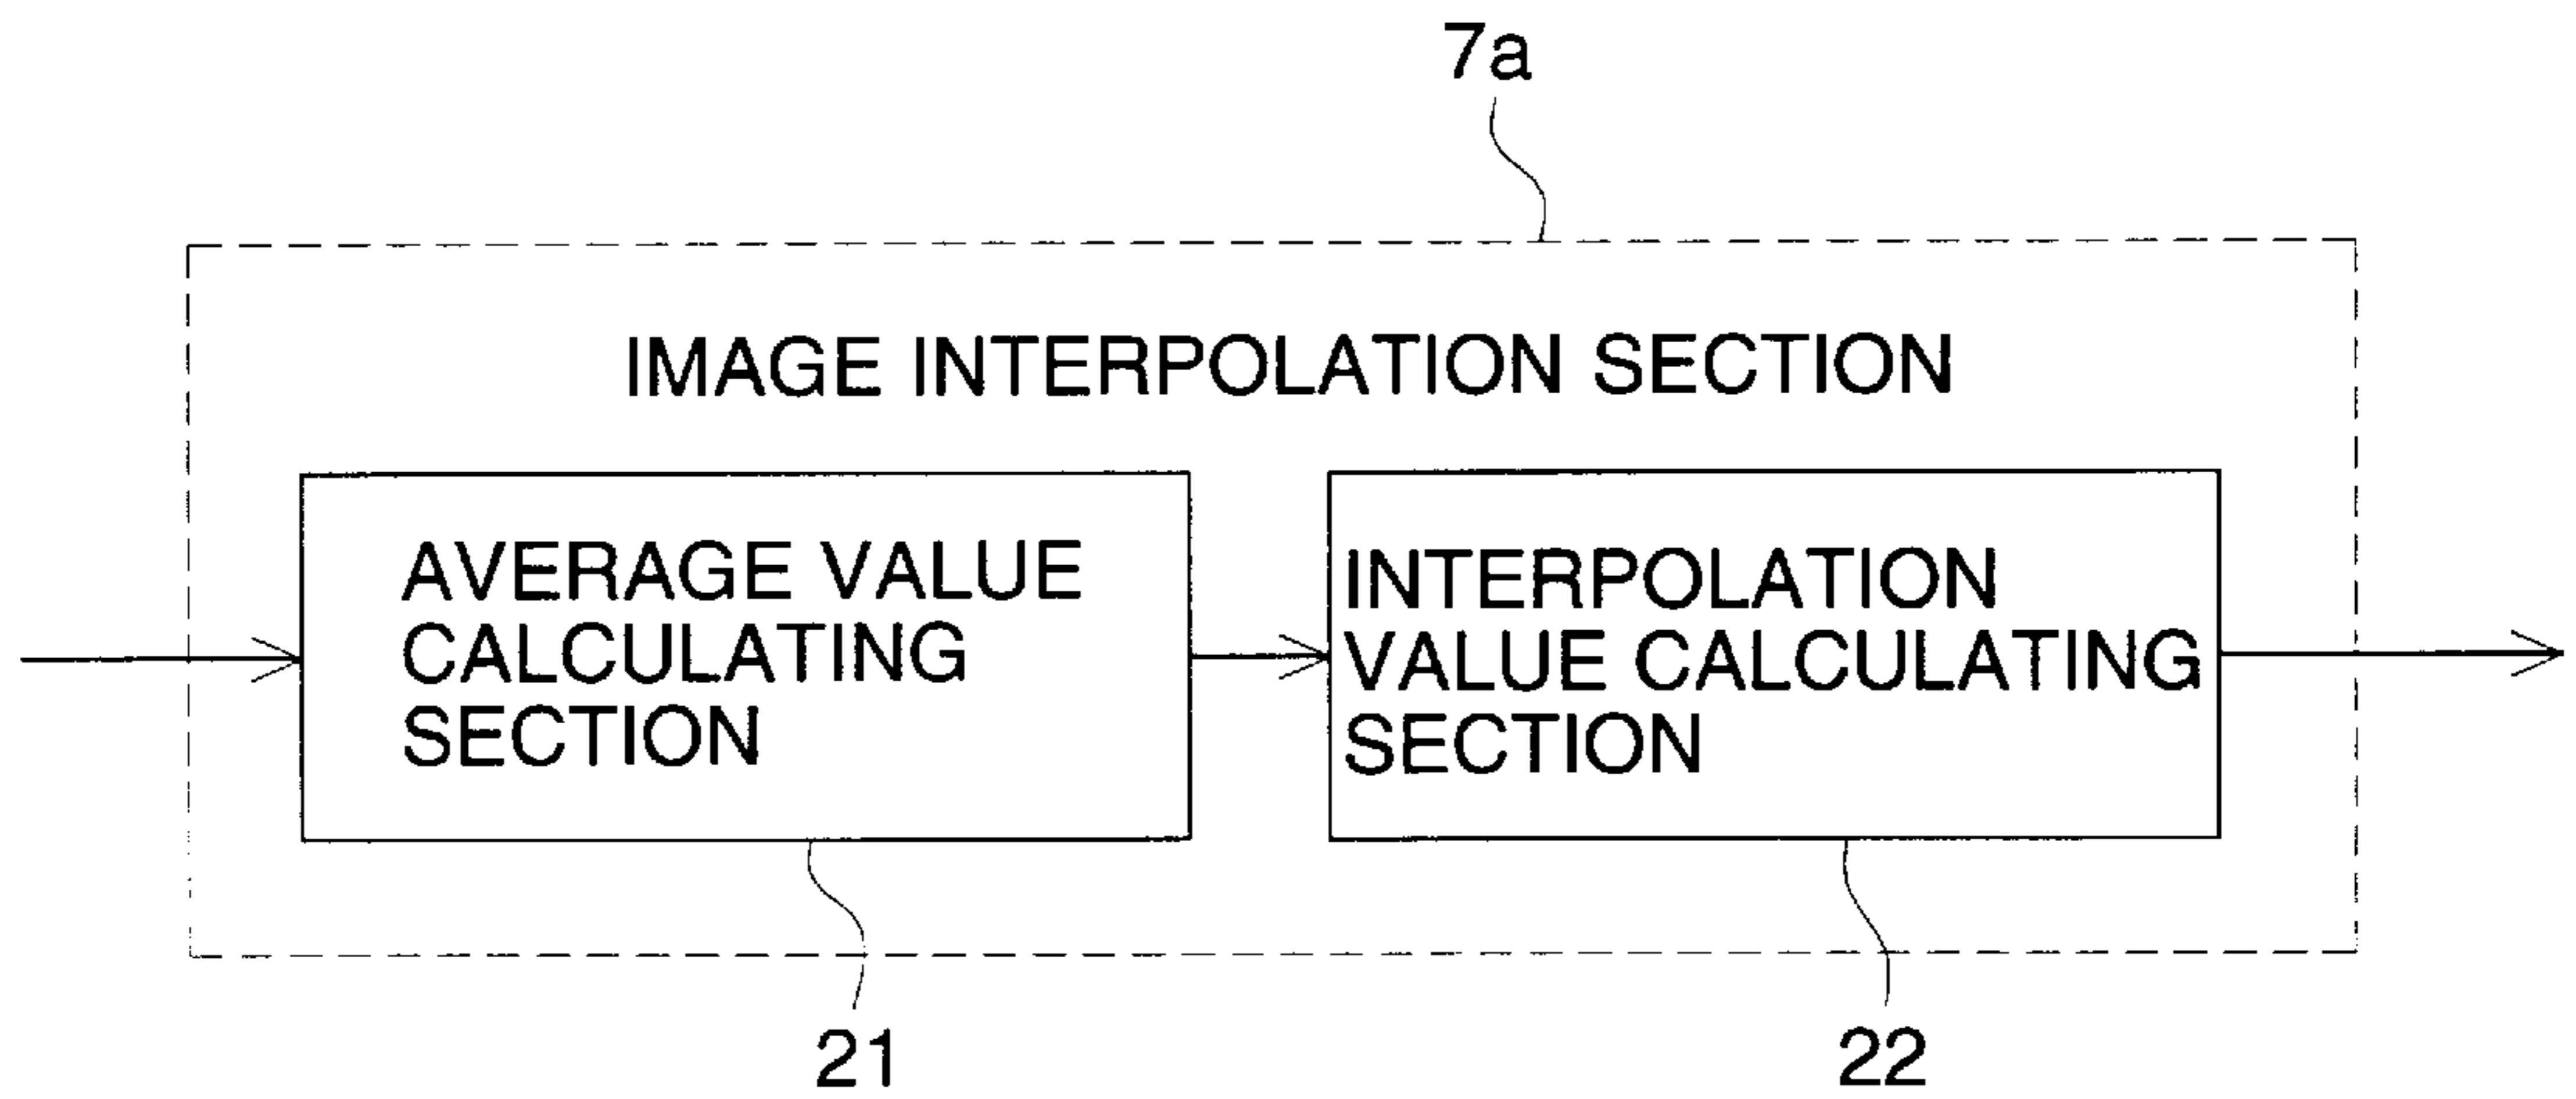 7a
IMAGE INTERPOLATION SECTION
AVERAGE VALUE
CALCULATING
SECTION
INTERPOLATION
VALUE CALCULATING
SECTION
21
22